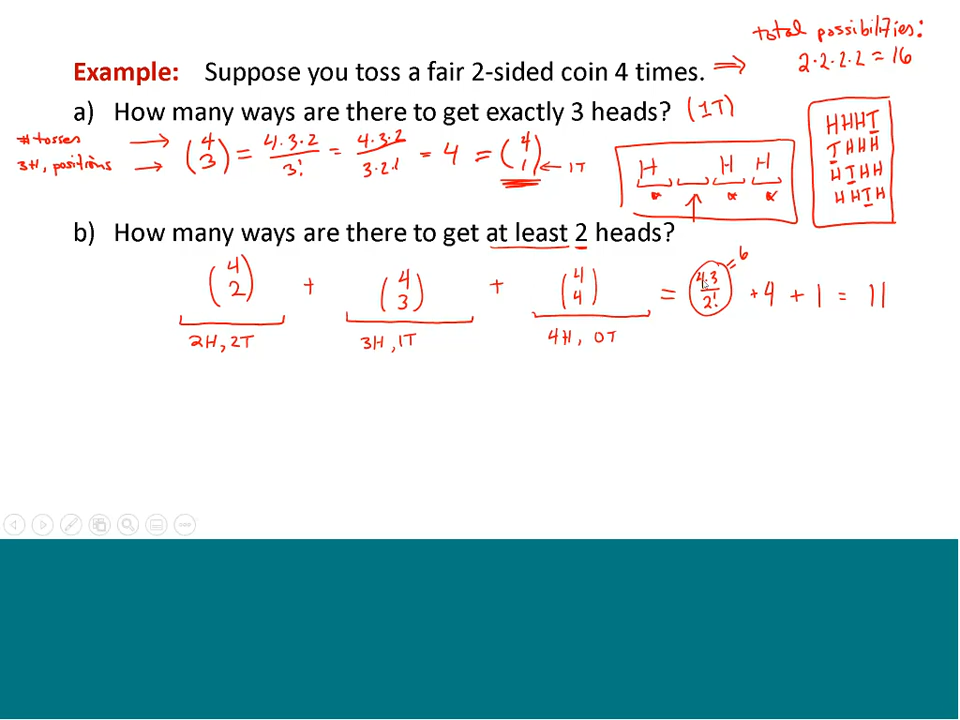 total possibilities:
2·2·2·2 = 16
Example: Suppose you toss a fair 2-sided coin 4 times. ⟹
a) How many ways are there to get exactly 3 heads? (1T)
# tosses →
3H, positions →
(4 3) = 4·3·2 / 3! = 4·3·2 / 3·2·1 = 4 = (4 1) ← 1T
H _ H H
HHHT
THHH
HTHH
HHTH
b) How many ways are there to get at least 2 heads?
(4 2) + (4 3) + (4 4) = 4·3 / 2! = 6 + 4 + 1 = 11
2H, 2T
3H, 1T
4H, 0T